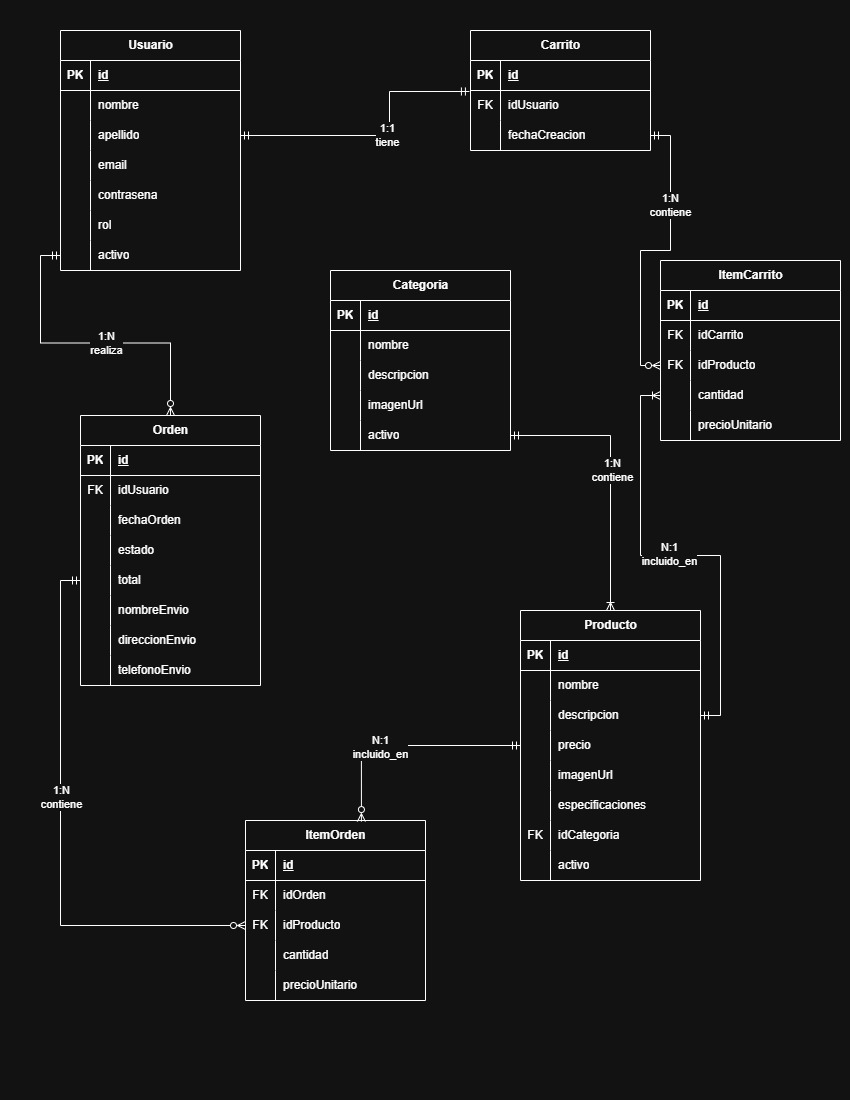 Usuario
PK id
nombre
apellido
email
contrasena
rol
activo
Carrito
PK id
FK idUsuario
fechaCreacion
1:1
tiene
1:N
contiene
ItemCarrito
PK id
FK idCarrito
FK idProducto
cantidad
precioUnitario
Categoria
PK id
nombre
descripcion
imagenUrl
activo
1:N
realiza
Orden
PK id
FK idUsuario
fechaOrden
estado
total
nombreEnvio
direccionEnvio
telefonoEnvio
1:N
contiene
N:1
incluido_en
Producto
PK id
nombre
descripcion
precio
imagenUrl
especificaciones
FK idCategoria
activo
N:1
incluido_en
1:N
contiene
ItemOrden
PK id
FK idOrden
FK idProducto
cantidad
precioUnitario